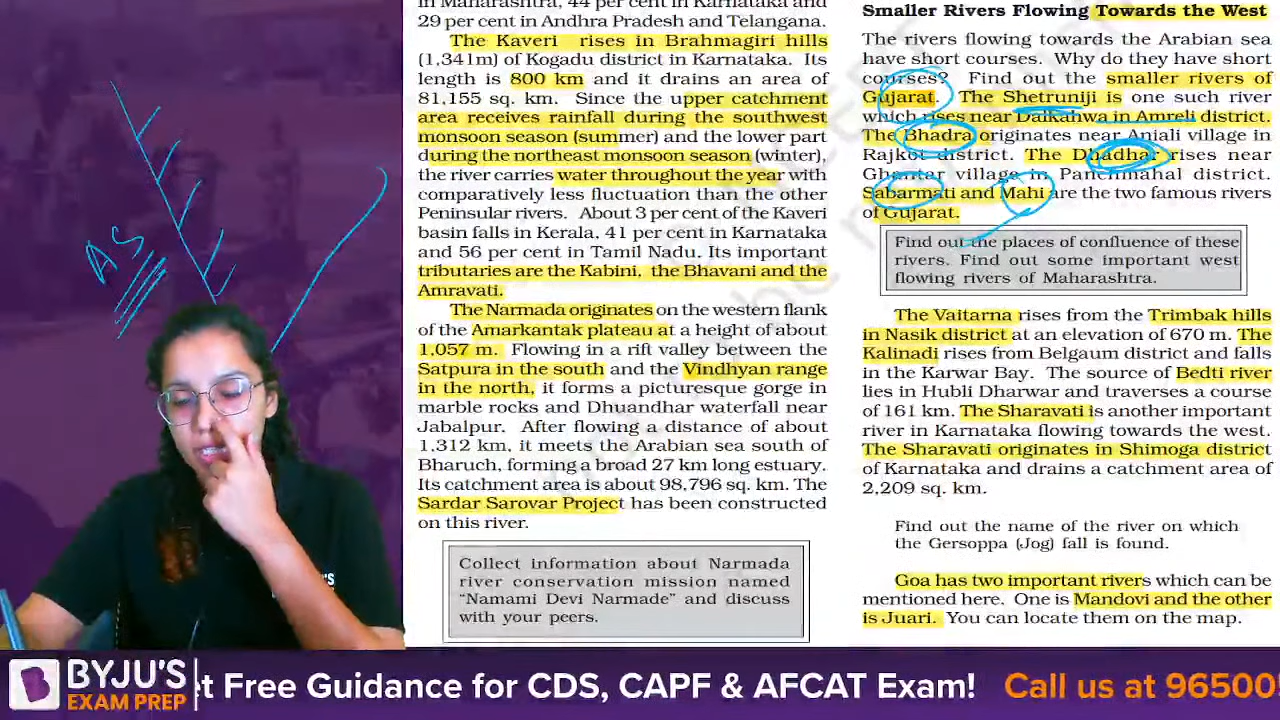 in Maharashtra, 44 per cent in Karnataka and
29 per cent in Andhra Pradesh and Telangana.
The Kaveri rises in Brahmagiri hills
(1,341m) of Kogadu district in Karnataka. Its
length is 800 km and it drains an area of
81,155 sq. km. Since the upper catchment
area receives rainfall during the southwest
monsoon season (summer) and the lower part
during the northeast monsoon season (winter),
the river carries water throughout the year with
comparatively less fluctuation than the other
Peninsular rivers. About 3 per cent of the Kaveri
basin falls in Kerala, 41 per cent in Karnataka
and 56 per cent in Tamil Nadu. Its important
tributaries are the Kabini, the Bhavani and the
Amravati.
The Narmada originates on the western flank
of the Amarkantak plateau at a height of about
1,057 m. Flowing in a rift valley between the
Satpura in the south and the Vindhyan range
in the north, it forms a picturesque gorge in
marble rocks and Dhuandhar waterfall near
Jabalpur. After flowing a distance of about
1,312 km, it meets the Arabian sea south of
Bharuch, forming a broad 27 km long estuary.
Its catchment area is about 98,796 sq. km. The
Sardar Sarovar Project has been constructed
on this river.
Collect information about Narmada
river conservation mission named
“Namami Devi Narmade” and discuss
with your peers.
Smaller Rivers Flowing Towards the West
The rivers flowing towards the Arabian sea
have short courses. Why do they have short
courses? Find out the smaller rivers of
Gujarat. The Shetruniji is one such river
which rises near Dalkahwa in Amreli district.
The Bhadra originates near Aniali village in
Rajkot district. The Dhadhar rises near
Ghantar village in Panchmahal district.
Sabarmati and Mahi are the two famous rivers
of Gujarat.
Find out the places of confluence of these
rivers. Find out some important west
flowing rivers of Maharashtra.
The Vaitarna rises from the Trimbak hills
in Nasik district at an elevation of 670 m. The
Kalinadi rises from Belgaum district and falls
in the Karwar Bay. The source of Bedti river
lies in Hubli Dharwar and traverses a course
of 161 km. The Sharavati is another important
river in Karnataka flowing towards the west.
The Sharavati originates in Shimoga district
of Karnataka and drains a catchment area of
2,209 sq. km.
Find out the name of the river on which
the Gersoppa (Jog) fall is found.
Goa has two important rivers which can be
mentioned here. One is Mandovi and the other
is Juari. You can locate them on the map.
AS
BYJU'S
EXAM PREP
t Free Guidance for CDS, CAPF & AFCAT Exam! Call us at 96500